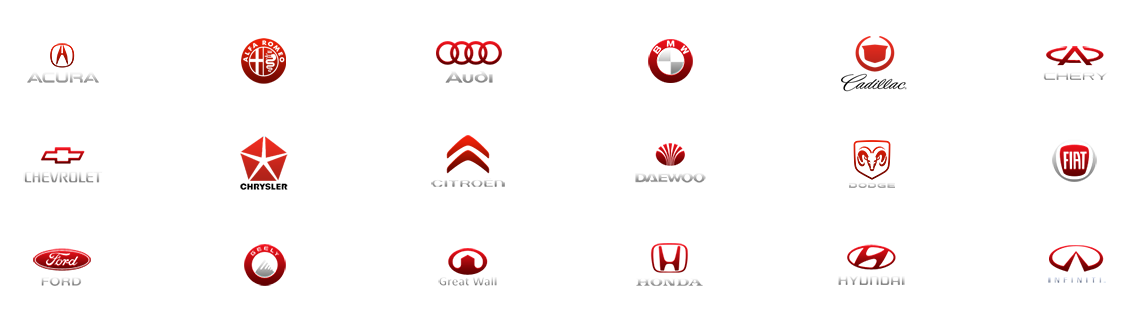 ACURA
ALFA ROMEO
Audi
BMW
Cadillac
CHERY
CHEVROLET
CHRYSLER
CITROËN
DAEWOO
DODGE
FIAT
Ford
FORD
GEELY
Great Wall
HONDA
HYUNDAI
INFINITI